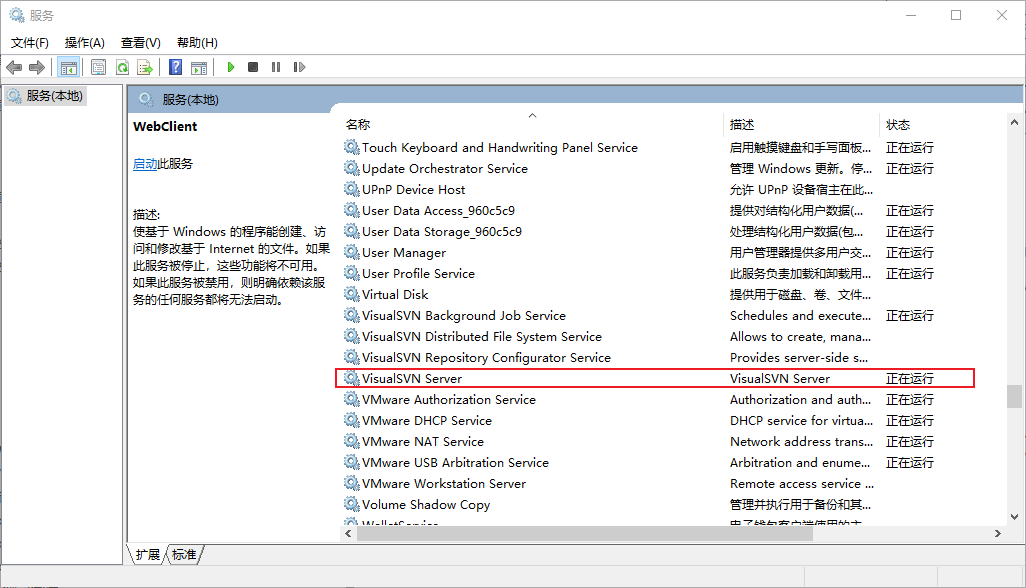 服务
文件(F) 操作(A) 查看(V) 帮助(H)
服务(本地)
服务(本地)
WebClient
启动此服务
描述:
使基于 Windows 的程序能创建、访
问和修改基于 Internet 的文件。如果
此服务被停止，这些功能将不可用。
如果此服务被禁用，则明确依赖该服
务的任何服务都将无法启动。
名称 描述 状态
Touch Keyboard and Handwriting Panel Service 启用触摸键盘和手写面板... 正在运行
Update Orchestrator Service 管理 Windows 更新。停... 正在运行
UPnP Device Host 允许 UPnP 设备宿主在此...
User Data Access_960c5c9 提供对结构化用户数据(... 正在运行
User Data Storage_960c5c9 处理结构化用户数据(包... 正在运行
User Manager 用户管理器提供多用户交... 正在运行
User Profile Service 此服务负责加载和卸载用... 正在运行
Virtual Disk 提供用于磁盘、卷、文件...
VisualSVN Background Job Service Schedules and execute... 正在运行
VisualSVN Distributed File System Service Allows to create, mana...
VisualSVN Repository Configurator Service Provides server-side s...
VisualSVN Server VisualSVN Server 正在运行
VMware Authorization Service Authorization and auth... 正在运行
VMware DHCP Service DHCP service for virtua... 正在运行
VMware NAT Service Network address trans... 正在运行
VMware USB Arbitration Service Arbitration and enume... 正在运行
VMware Workstation Server Remote access service ...
Volume Shadow Copy 管理并执行用于备份和其...
WalletService 电子钱包客户端使用的主...
扩展 标准